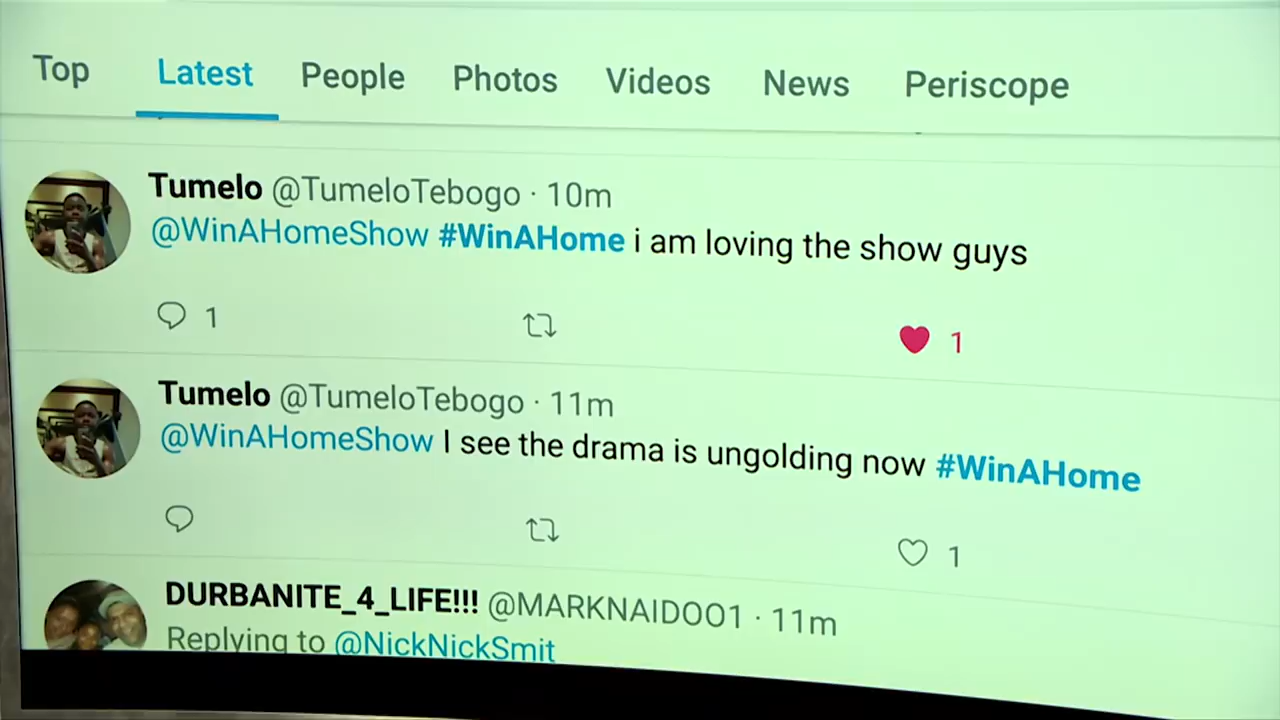 Top Latest People Photos Videos News Periscope
Tumelo @TumeloTebogo · 10m
@WinAHomeShow #WinAHome i am loving the show guys
1 1
Tumelo @TumeloTebogo · 11m
@WinAHomeShow I see the drama is ungolding now #WinAHome
1
DURBANITE_4_LIFE!!! @MARKNAIDOO1 · 11m
Replying to @NickNickSmit